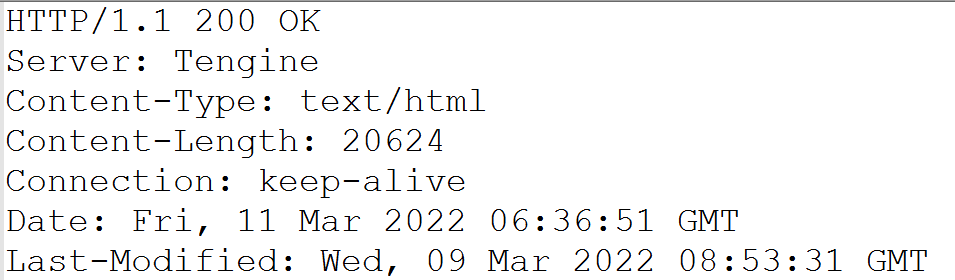 HTTP/1.1 200 OK
Server: Tengine
Content-Type: text/html
Content-Length: 20624
Connection: keep-alive
Date: Fri, 11 Mar 2022 06:36:51 GMT
Last-Modified: Wed, 09 Mar 2022 08:53:31 GMT